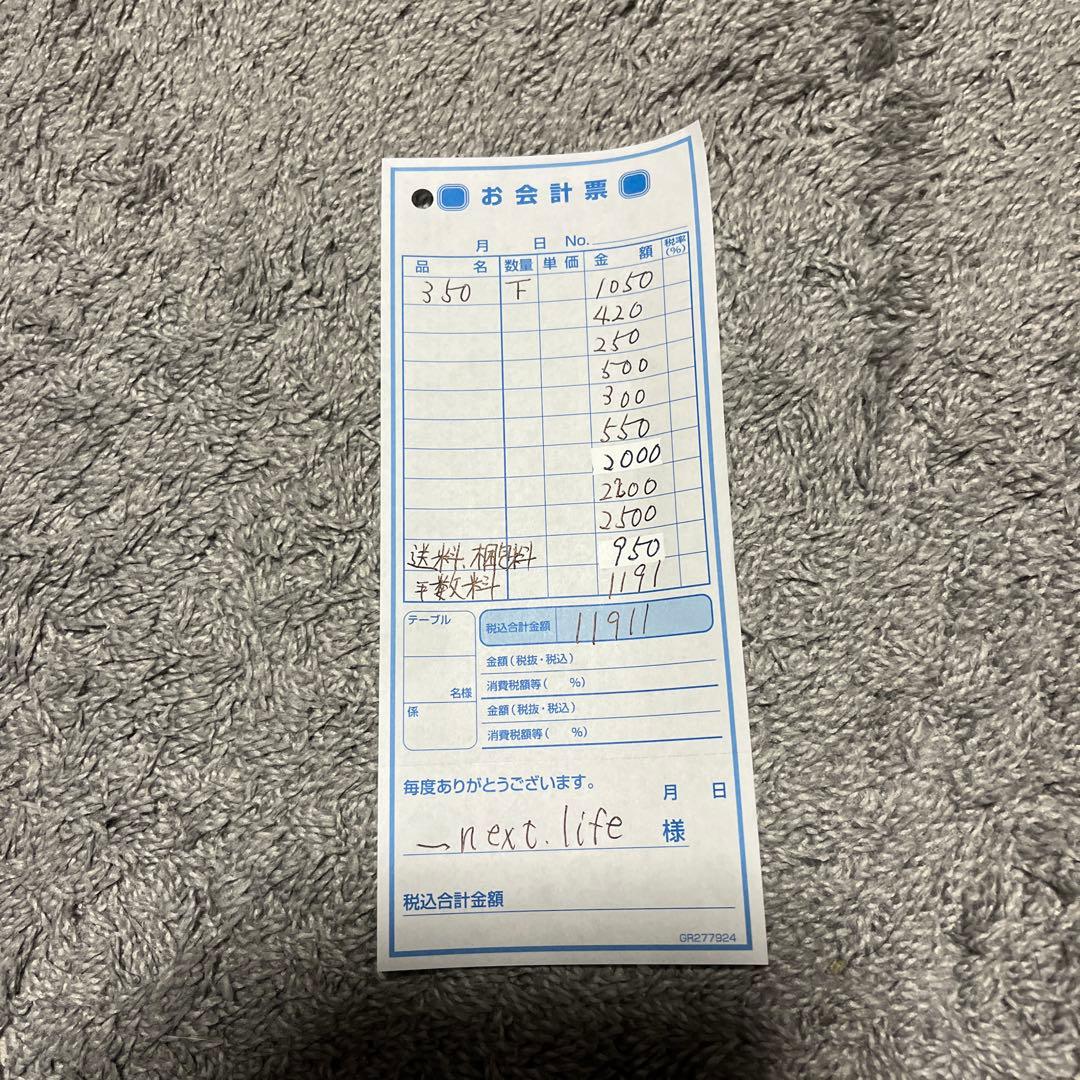 お会計票
月 日 No.
品名 数量 単価 金額 税率(%)
350 下 1050
420
250
500
300
550
2000
2200
2500
送料、梱包料 950
手数料 1191
テーブル
税込合計金額 11911
金額(税抜・税込)
消費税額等( %)
名様
係
金額(税抜・税込)
消費税額等( %)
毎度ありがとうございます。
月 日
→next.life 様
税込合計金額
GR277924